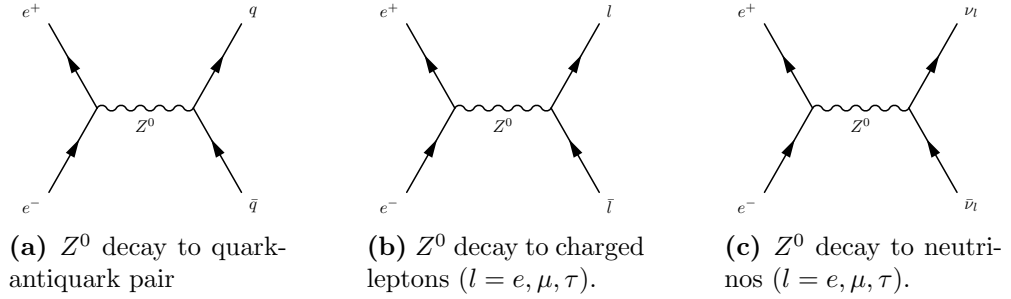 e⁺ q
Z⁰
e⁻ q̄
(a) Z⁰ decay to quark-
antiquark pair
e⁺ l
Z⁰
e⁻ l̄
(b) Z⁰ decay to charged
leptons (l = e, μ, τ).
e⁺ νₗ
Z⁰
e⁻ ν̄ₗ
(c) Z⁰ decay to neutri-
nos (l = e, μ, τ).